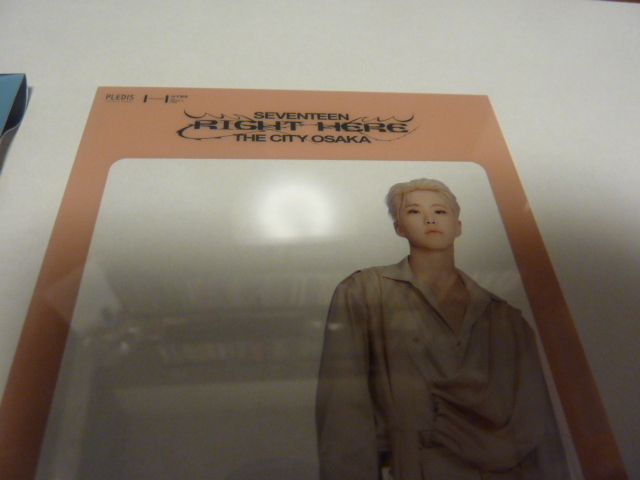 PLEDIS
SEVENTEEN
RIGHT HERE
THE CITY OSAKA